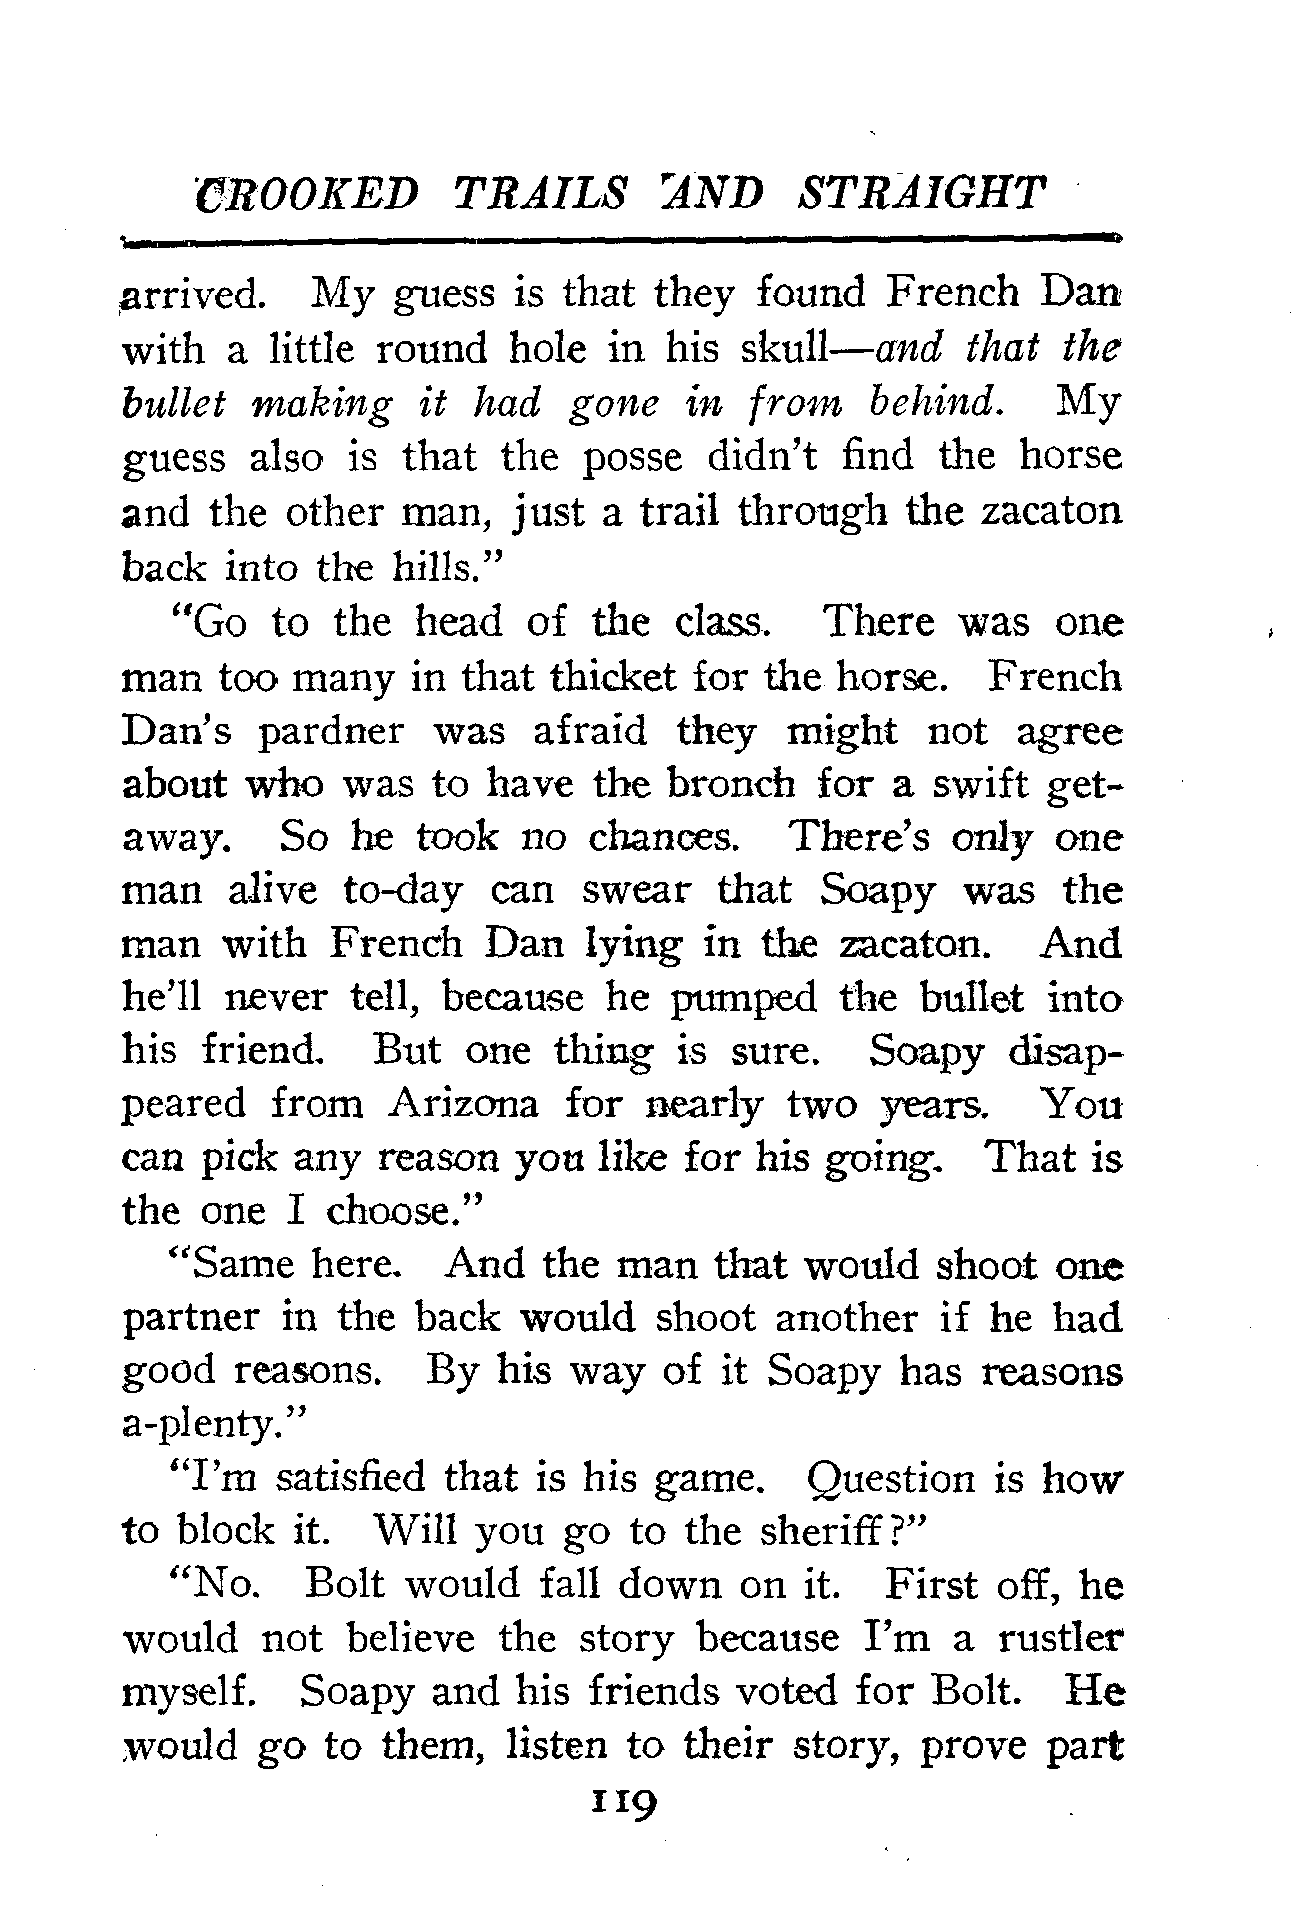 CROOKED TRAILS AND STRAIGHT
arrived. My guess is that they found French Dan
with a little round hole in his skull—and that the
bullet making it had gone in from behind. My
guess also is that the posse didn't find the horse
and the other man, just a trail through the zacaton
back into the hills."
"Go to the head of the class. There was one
man too many in that thicket for the horse. French
Dan's pardner was afraid they might not agree
about who was to have the bronch for a swift get-
away. So he took no chances. There's only one
man alive to-day can swear that Soapy was the
man with French Dan lying in the zacaton. And
he'll never tell, because he pumped the bullet into
his friend. But one thing is sure. Soapy disap-
peared from Arizona for nearly two years. You
can pick any reason you like for his going. That is
the one I choose."
"Same here. And the man that would shoot one
partner in the back would shoot another if he had
good reasons. By his way of it Soapy has reasons
a-plenty."
"I'm satisfied that is his game. Question is how
to block it. Will you go to the sheriff?"
"No. Bolt would fall down on it. First off, he
would not believe the story because I'm a rustler
myself. Soapy and his friends voted for Bolt. He
would go to them, listen to their story, prove part
119